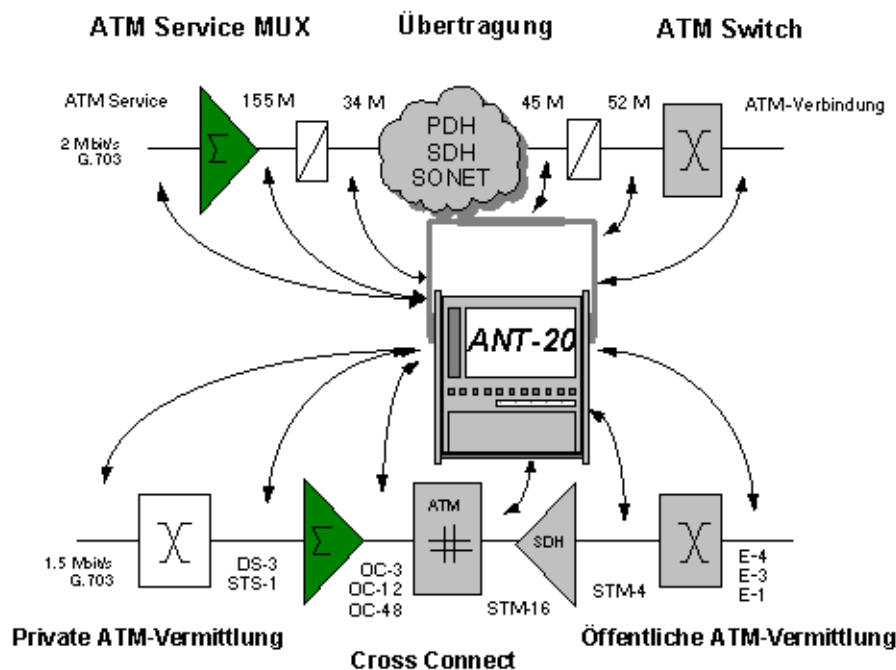 ATM Service MUX
Übertragung
ATM Switch
ATM Service
155 M
34 M
45 M
52 M
ATM-Verbindung
2 Mbit/s
G.703
Σ
PDH
SDH
SONET
ANT-20
ATM
SDH
Σ
1.5 Mbit/s
G.703
DS-3
STS-1
OC-3
OC-12
OC-48
STM-16
STM-4
E-4
E-3
E-1
Private ATM-Vermittlung
Cross Connect
Öffentliche ATM-Vermittlung